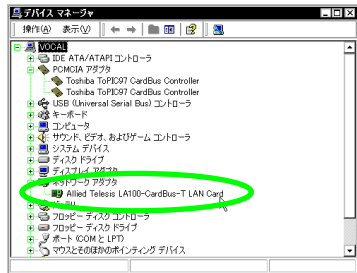 デバイス マネージャ
操作(A) 表示(V)
VOCAL
IDE ATA/ATAPI コントローラ
PCMCIA アダプタ
Toshiba ToPIC97 CardBus Controller
Toshiba ToPIC97 CardBus Controller
USB (Universal Serial Bus) コントローラ
キーボード
コンピュータ
サウンド、ビデオ、およびゲーム コントローラ
システム デバイス
ディスク ドライブ
ディスプレイ アダプタ
ネットワーク アダプタ
Allied Telesis LA100-CardBus-T LAN Card
フロッピー ディスク コントローラ
フロッピー ディスク ドライブ
ポート (COM と LPT)
マウスとそのほかのポインティング デバイス